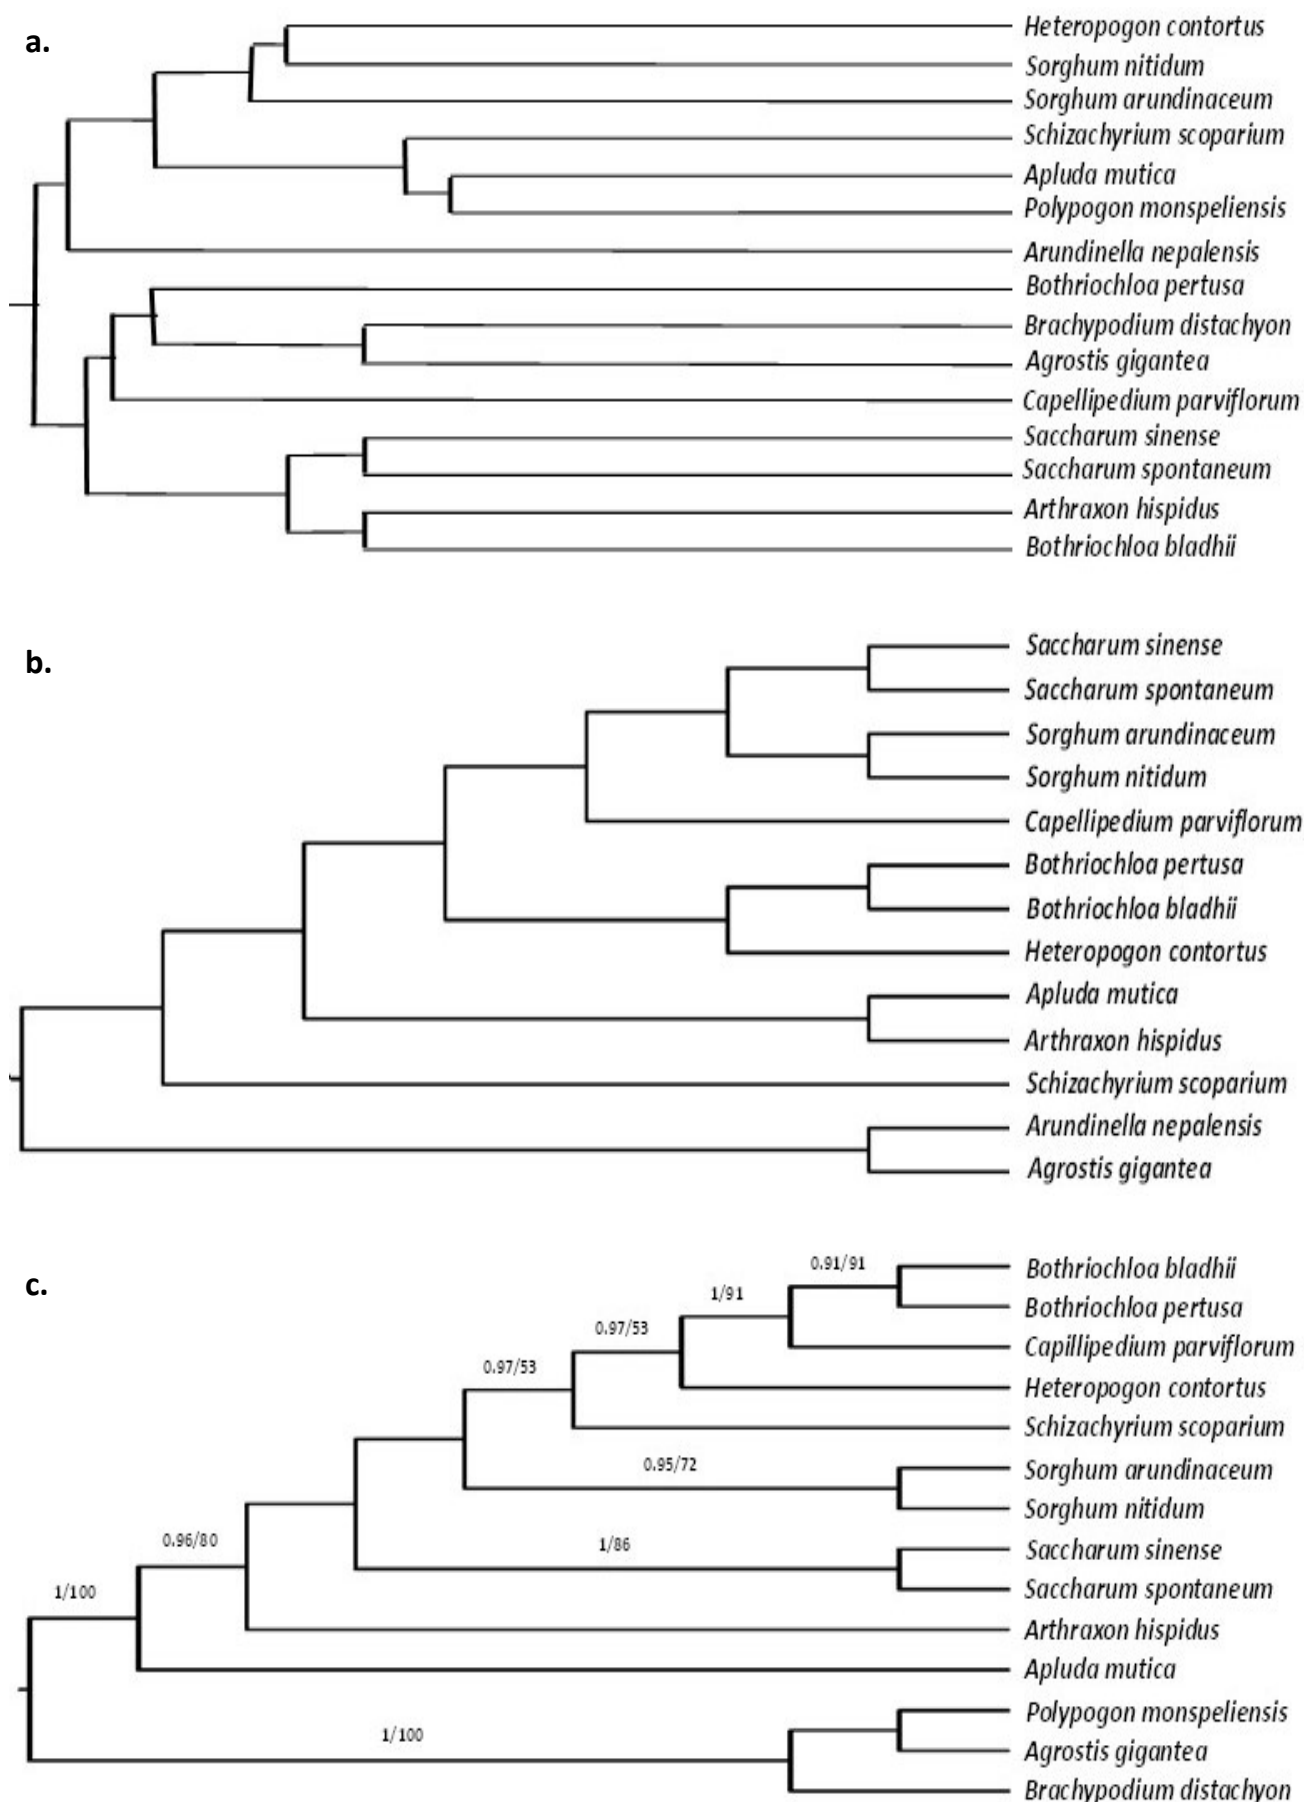 a.
Heteropogon contortus
Sorghum nitidum
Sorghum arundinaceum
Schizachyrium scoparium
Apluda mutica
Polypogon monspeliensis
Arundinella nepalensis
Bothriochloa pertusa
Brachypodium distachyon
Agrostis gigantea
Capellipedium parviflorum
Saccharum sinense
Saccharum spontaneum
Arthraxon hispidus
Bothriochloa bladhii
b.
Saccharum sinense
Saccharum spontaneum
Sorghum arundinaceum
Sorghum nitidum
Capellipedium parviflorum
Bothriochloa pertusa
Bothriochloa bladhii
Heteropogon contortus
Apluda mutica
Arthraxon hispidus
Schizachyrium scoparium
Arundinella nepalensis
Agrostis gigantea
c.
0.91/91
Bothriochloa bladhii
1/91
Bothriochloa pertusa
0.97/53
Capillipedium parviflorum
0.97/53
Heteropogon contortus
Schizachyrium scoparium
0.95/72
Sorghum arundinaceum
Sorghum nitidum
0.96/80
1/86
Saccharum sinense
1/100
Saccharum spontaneum
Arthraxon hispidus
Apluda mutica
1/100
Polypogon monspeliensis
Agrostis gigantea
Brachypodium distachyon